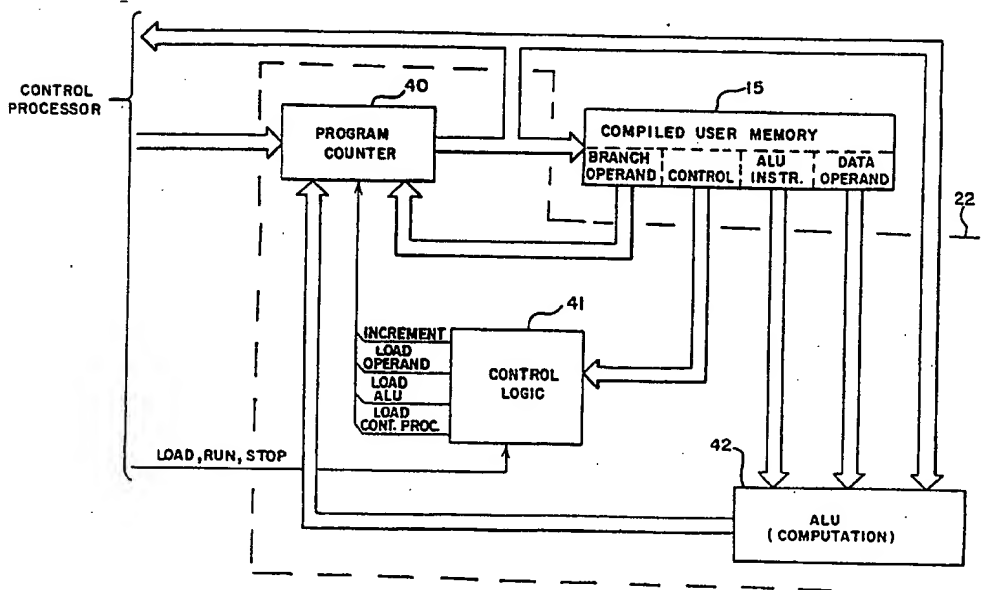 CONTROL
PROCESSOR
40
PROGRAM
COUNTER
15
COMPILED USER MEMORY
BRANCH
OPERAND
CONTROL
ALU
INSTR.
DATA
OPERAND
22
41
INCREMENT
LOAD
OPERAND
LOAD
ALU
LOAD
CONT. PROC.
CONTROL
LOGIC
LOAD, RUN, STOP
42
ALU
(COMPUTATION)